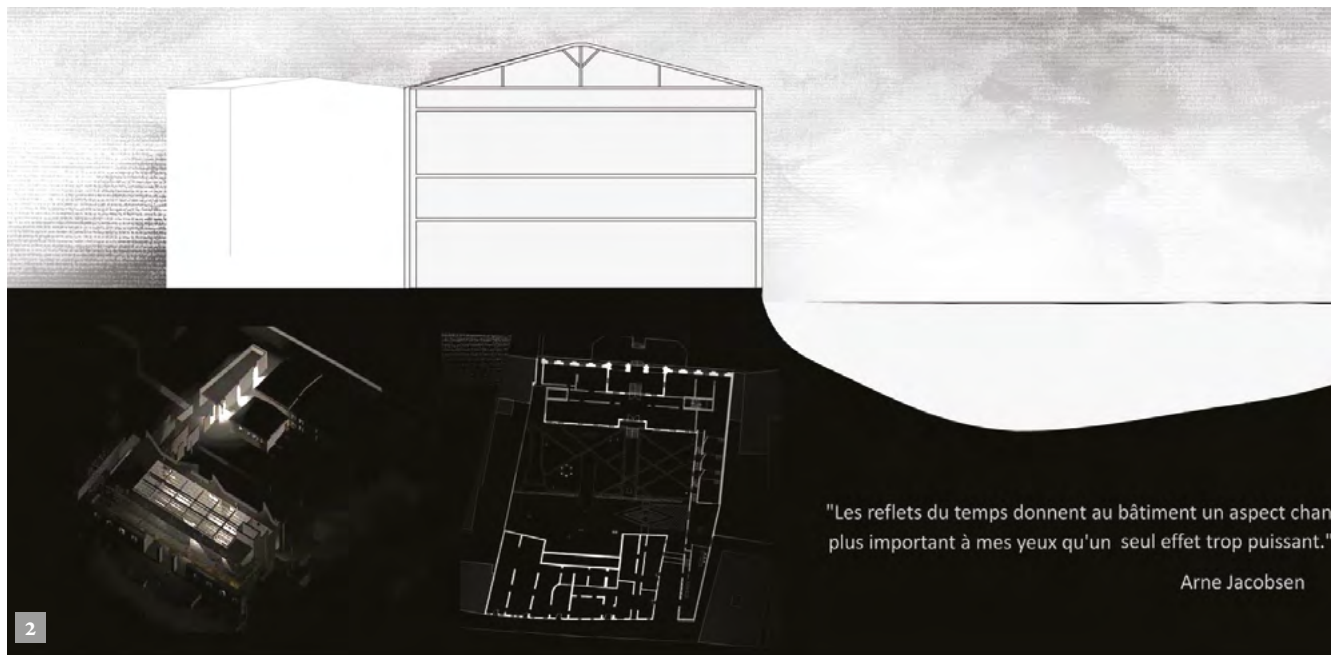 "Les reflets du temps donnent au bâtiment un aspect chan
plus important à mes yeux qu'un seul effet trop puissant."
Arne Jacobsen
2